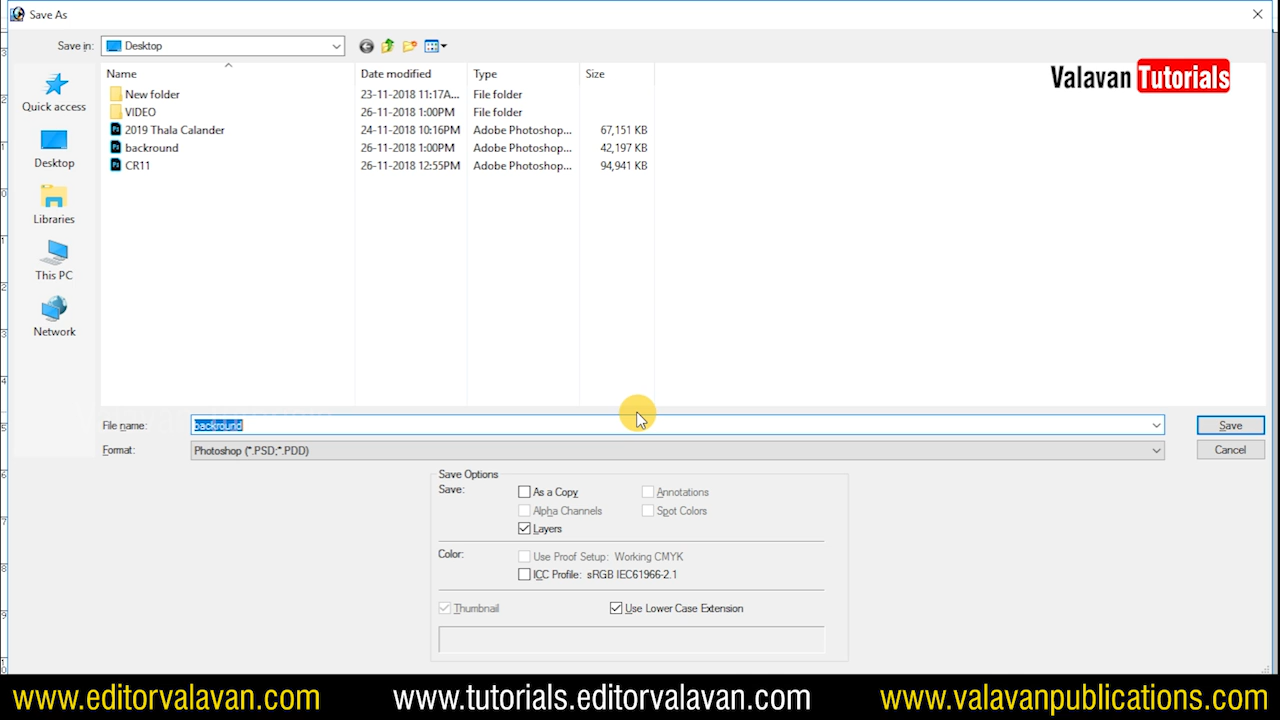 Save As
Save in: Desktop
Valavan Tutorials
Name Date modified Type Size
Quick access
Desktop
Libraries
This PC
Network
New folder 23-11-2018 11:17A... File folder
VIDEO 26-11-2018 1:00PM File folder
2019 Thala Calander 24-11-2018 10:16PM Adobe Photoshop... 67,151 KB
backround 26-11-2018 1:00PM Adobe Photoshop... 42,197 KB
CR11 26-11-2018 12:55PM Adobe Photoshop... 94,941 KB
File name: backround Save
Format: Photoshop (*.PSD;*.PDD) Cancel
Save Options
Save: As a Copy Annotations
Alpha Channels Spot Colors
Layers
Color: Use Proof Setup: Working CMYK
ICC Profile: sRGB IEC61966-2.1
Thumbnail Use Lower Case Extension
www.editorvalavan.com www.tutorials.editorvalavan.com www.valavanpublications.com